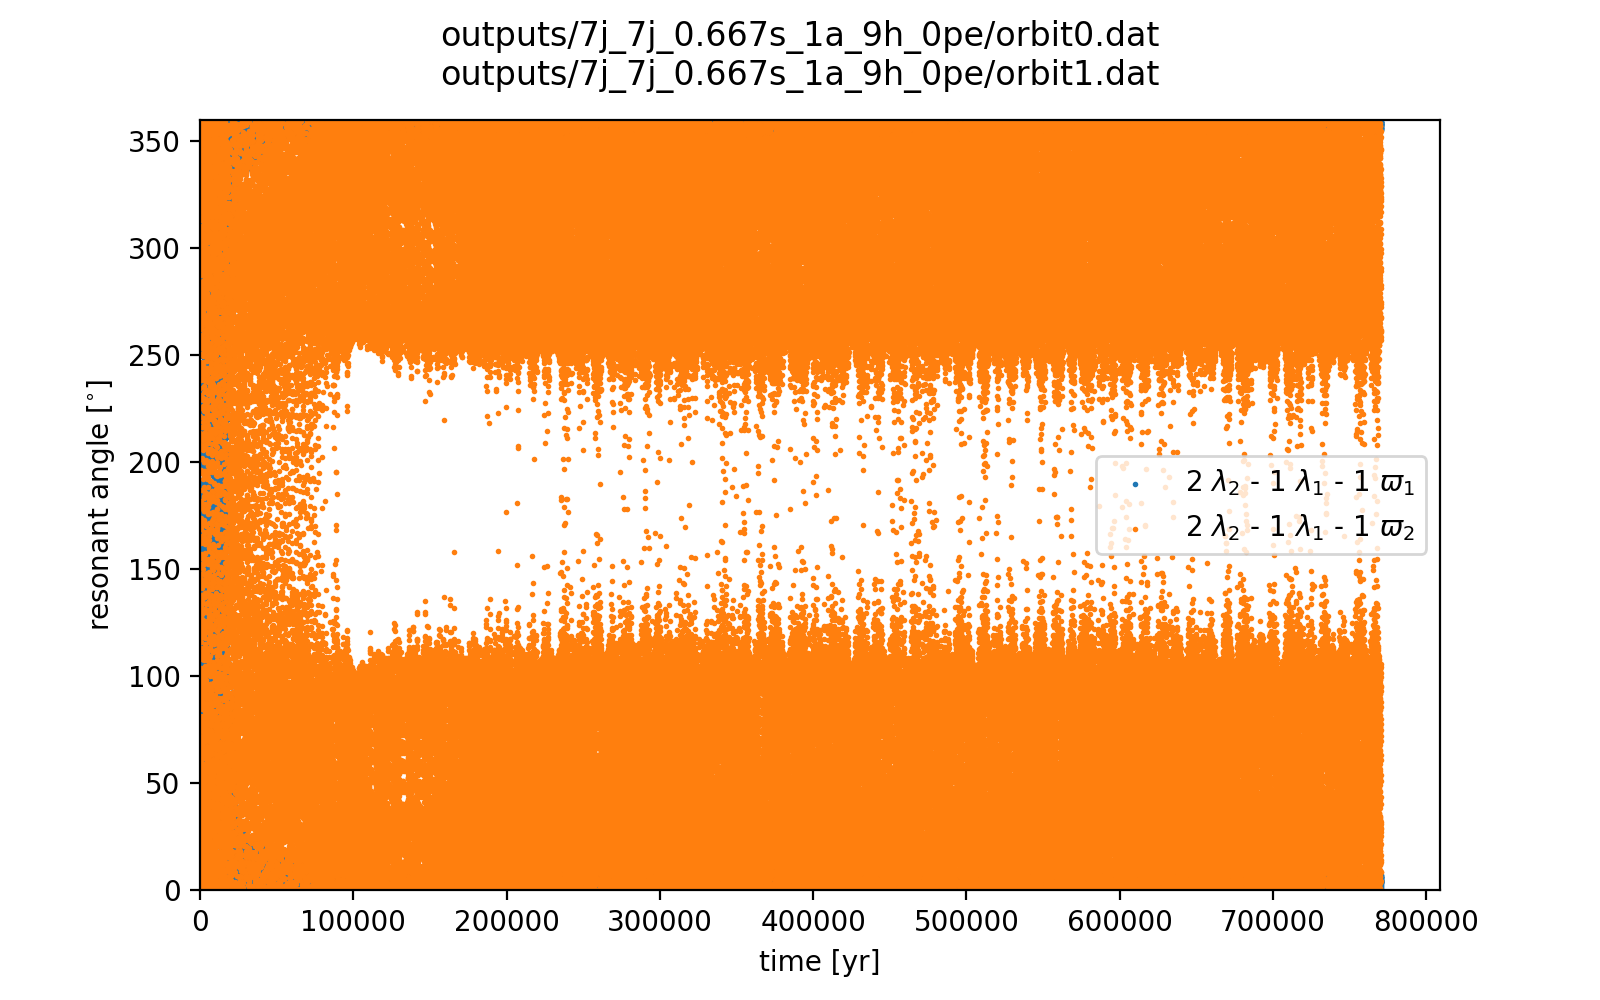 outputs/7j_7j_0.667s_1a_9h_0pe/orbit0.dat
outputs/7j_7j_0.667s_1a_9h_0pe/orbit1.dat
350
300
250
200
150
100
50
0
resonant angle [°]
2 λ₂ - 1 λ₁ - 1 ϖ₁
2 λ₂ - 1 λ₁ - 1 ϖ₂
0 100000 200000 300000 400000 500000 600000 700000 800000
time [yr]